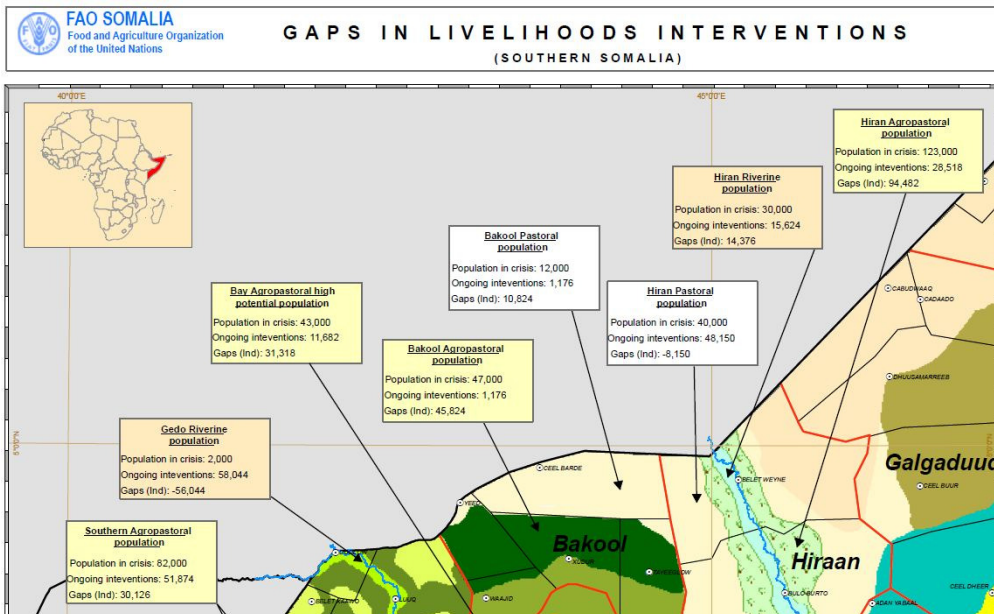 FAO SOMALIA
Food and Agriculture Organization
of the United Nations
GAPS IN LIVELIHOODS INTERVENTIONS
(SOUTHERN SOMALIA)
40°00'E
45°00'E
Hiran Agropastoral
population
Population in crisis: 123,000
Ongoing inteventions: 28,518
Gaps (Ind): 94,482
Hiran Riverine
population
Population in crisis: 30,000
Ongoing inteventions: 15,624
Gaps (Ind): 14,376
Bakool Pastoral
population
Population in crisis: 12,000
Ongoing inteventions: 1,176
Gaps (Ind): 10,824
Hiran Pastoral
population
Population in crisis: 40,000
Ongoing inteventions: 48,150
Gaps (Ind): -8,150
Bay Agropastoral high
potential population
Population in crisis: 43,000
Ongoing inteventions: 11,682
Gaps (Ind): 31,318
Bakool Agropastoral
population
Population in crisis: 47,000
Ongoing inteventions: 1,176
Gaps (Ind): 45,824
Gedo Riverine
population
Population in crisis: 2,000
Ongoing inteventions: 58,044
Gaps (Ind): -56,044
Southern Agropastoral
population
Population in crisis: 82,000
Ongoing inteventions: 51,874
Gaps (Ind): 30,126
CABUDWAAQ
CADAADO
DHUUSAMARREEB
Galgaduud
CEEL BUUR
CEEL BARDE
BELET WEYNE
YEED
Bakool
Hiraan
WAAJID
LUUQ
BELET XAAWO
BULO BURTO
ADAN YABAAL
CEEL DHEER